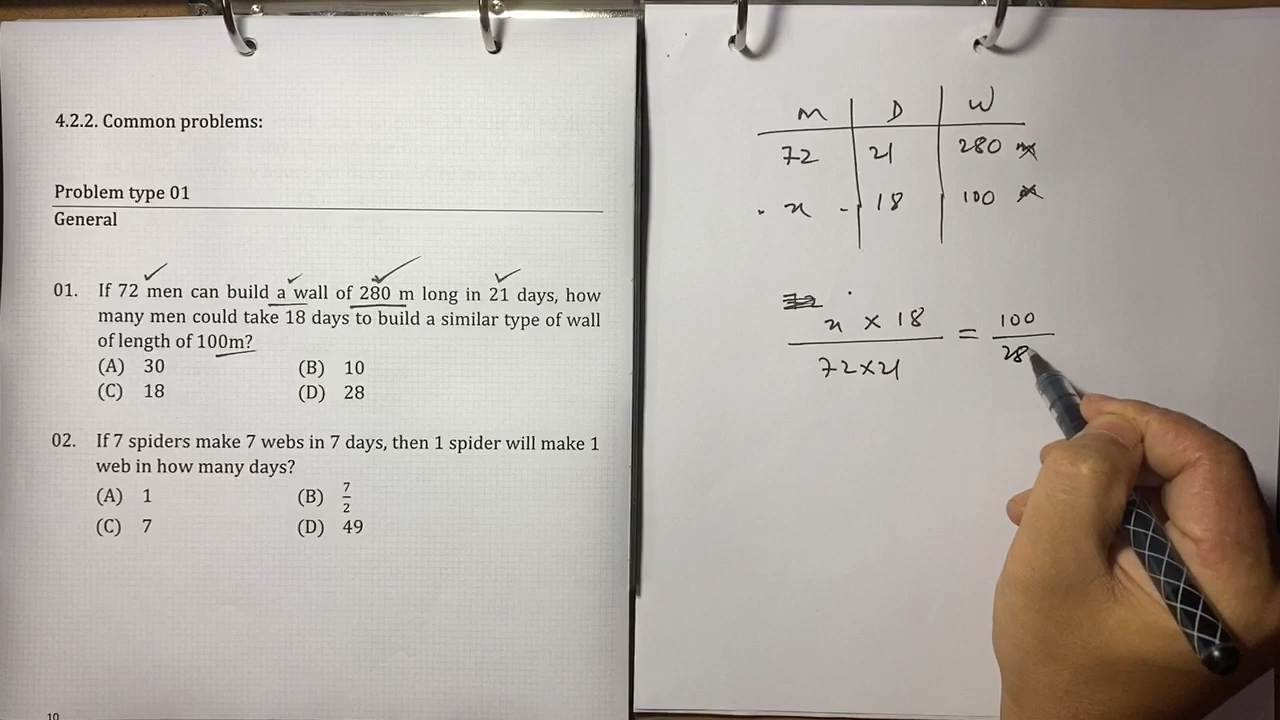 4.2.2. Common problems:
Problem type 01
General
01. If 72 men can build a wall of 280 m long in 21 days, how
many men could take 18 days to build a similar type of wall
of length of 100m?
(A) 30 (B) 10
(C) 18 (D) 28
02. If 7 spiders make 7 webs in 7 days, then 1 spider will make 1
web in how many days?
(A) 1 (B) 7/2
(C) 7 (D) 49
10
M D W
72 21 280
x 18 100
x × 18 = 100
72×21 28